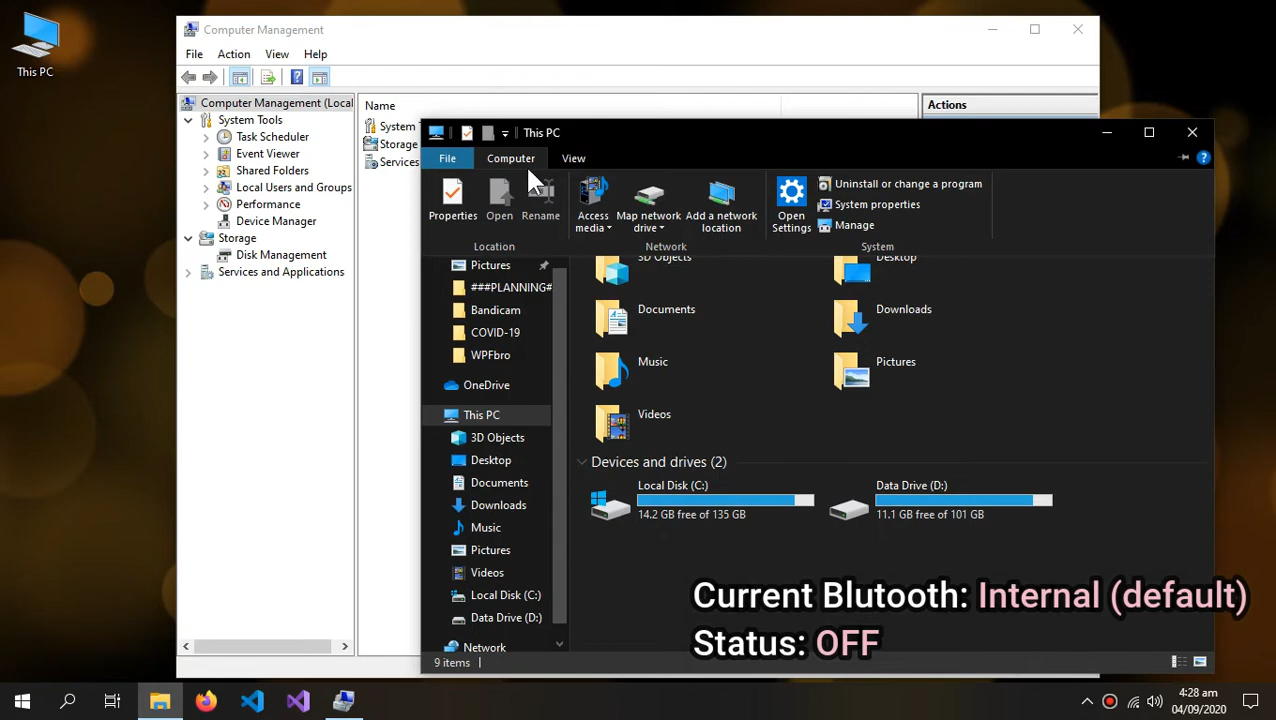 This PC
Computer Management
File Action View Help
Computer Management (Local
System Tools
Task Scheduler
Event Viewer
Shared Folders
Local Users and Groups
Performance
Device Manager
Storage
Disk Management
Services and Applications
Name
System
Storage
Services
Actions
This PC
File Computer View
Properties
Open
Rename
Location
Access media
Map network drive
Add a network location
Network
Open Settings
Uninstall or change a program
System properties
Manage
System
Pictures
###PLANNING#
Bandicam
COVID-19
WPFbro
OneDrive
This PC
3D Objects
Desktop
Documents
Downloads
Music
Pictures
Videos
Local Disk (C:)
Data Drive (D:)
Network
3D Objects
Desktop
Documents
Downloads
Music
Pictures
Videos
Devices and drives (2)
Local Disk (C:)
14.2 GB free of 135 GB
Data Drive (D:)
11.1 GB free of 101 GB
9 items
Current Blutooth: Internal (default)
Status: OFF
4:28 am
04/09/2020